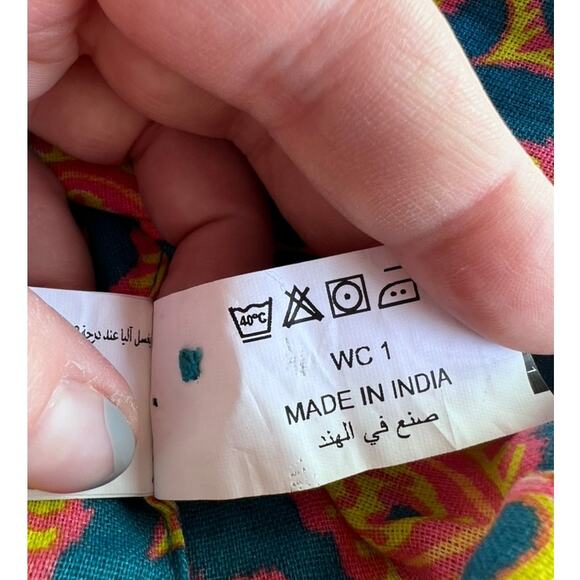 يغسل آليا عند درجة
40°C
WC 1
MADE IN INDIA
صنع في الهند